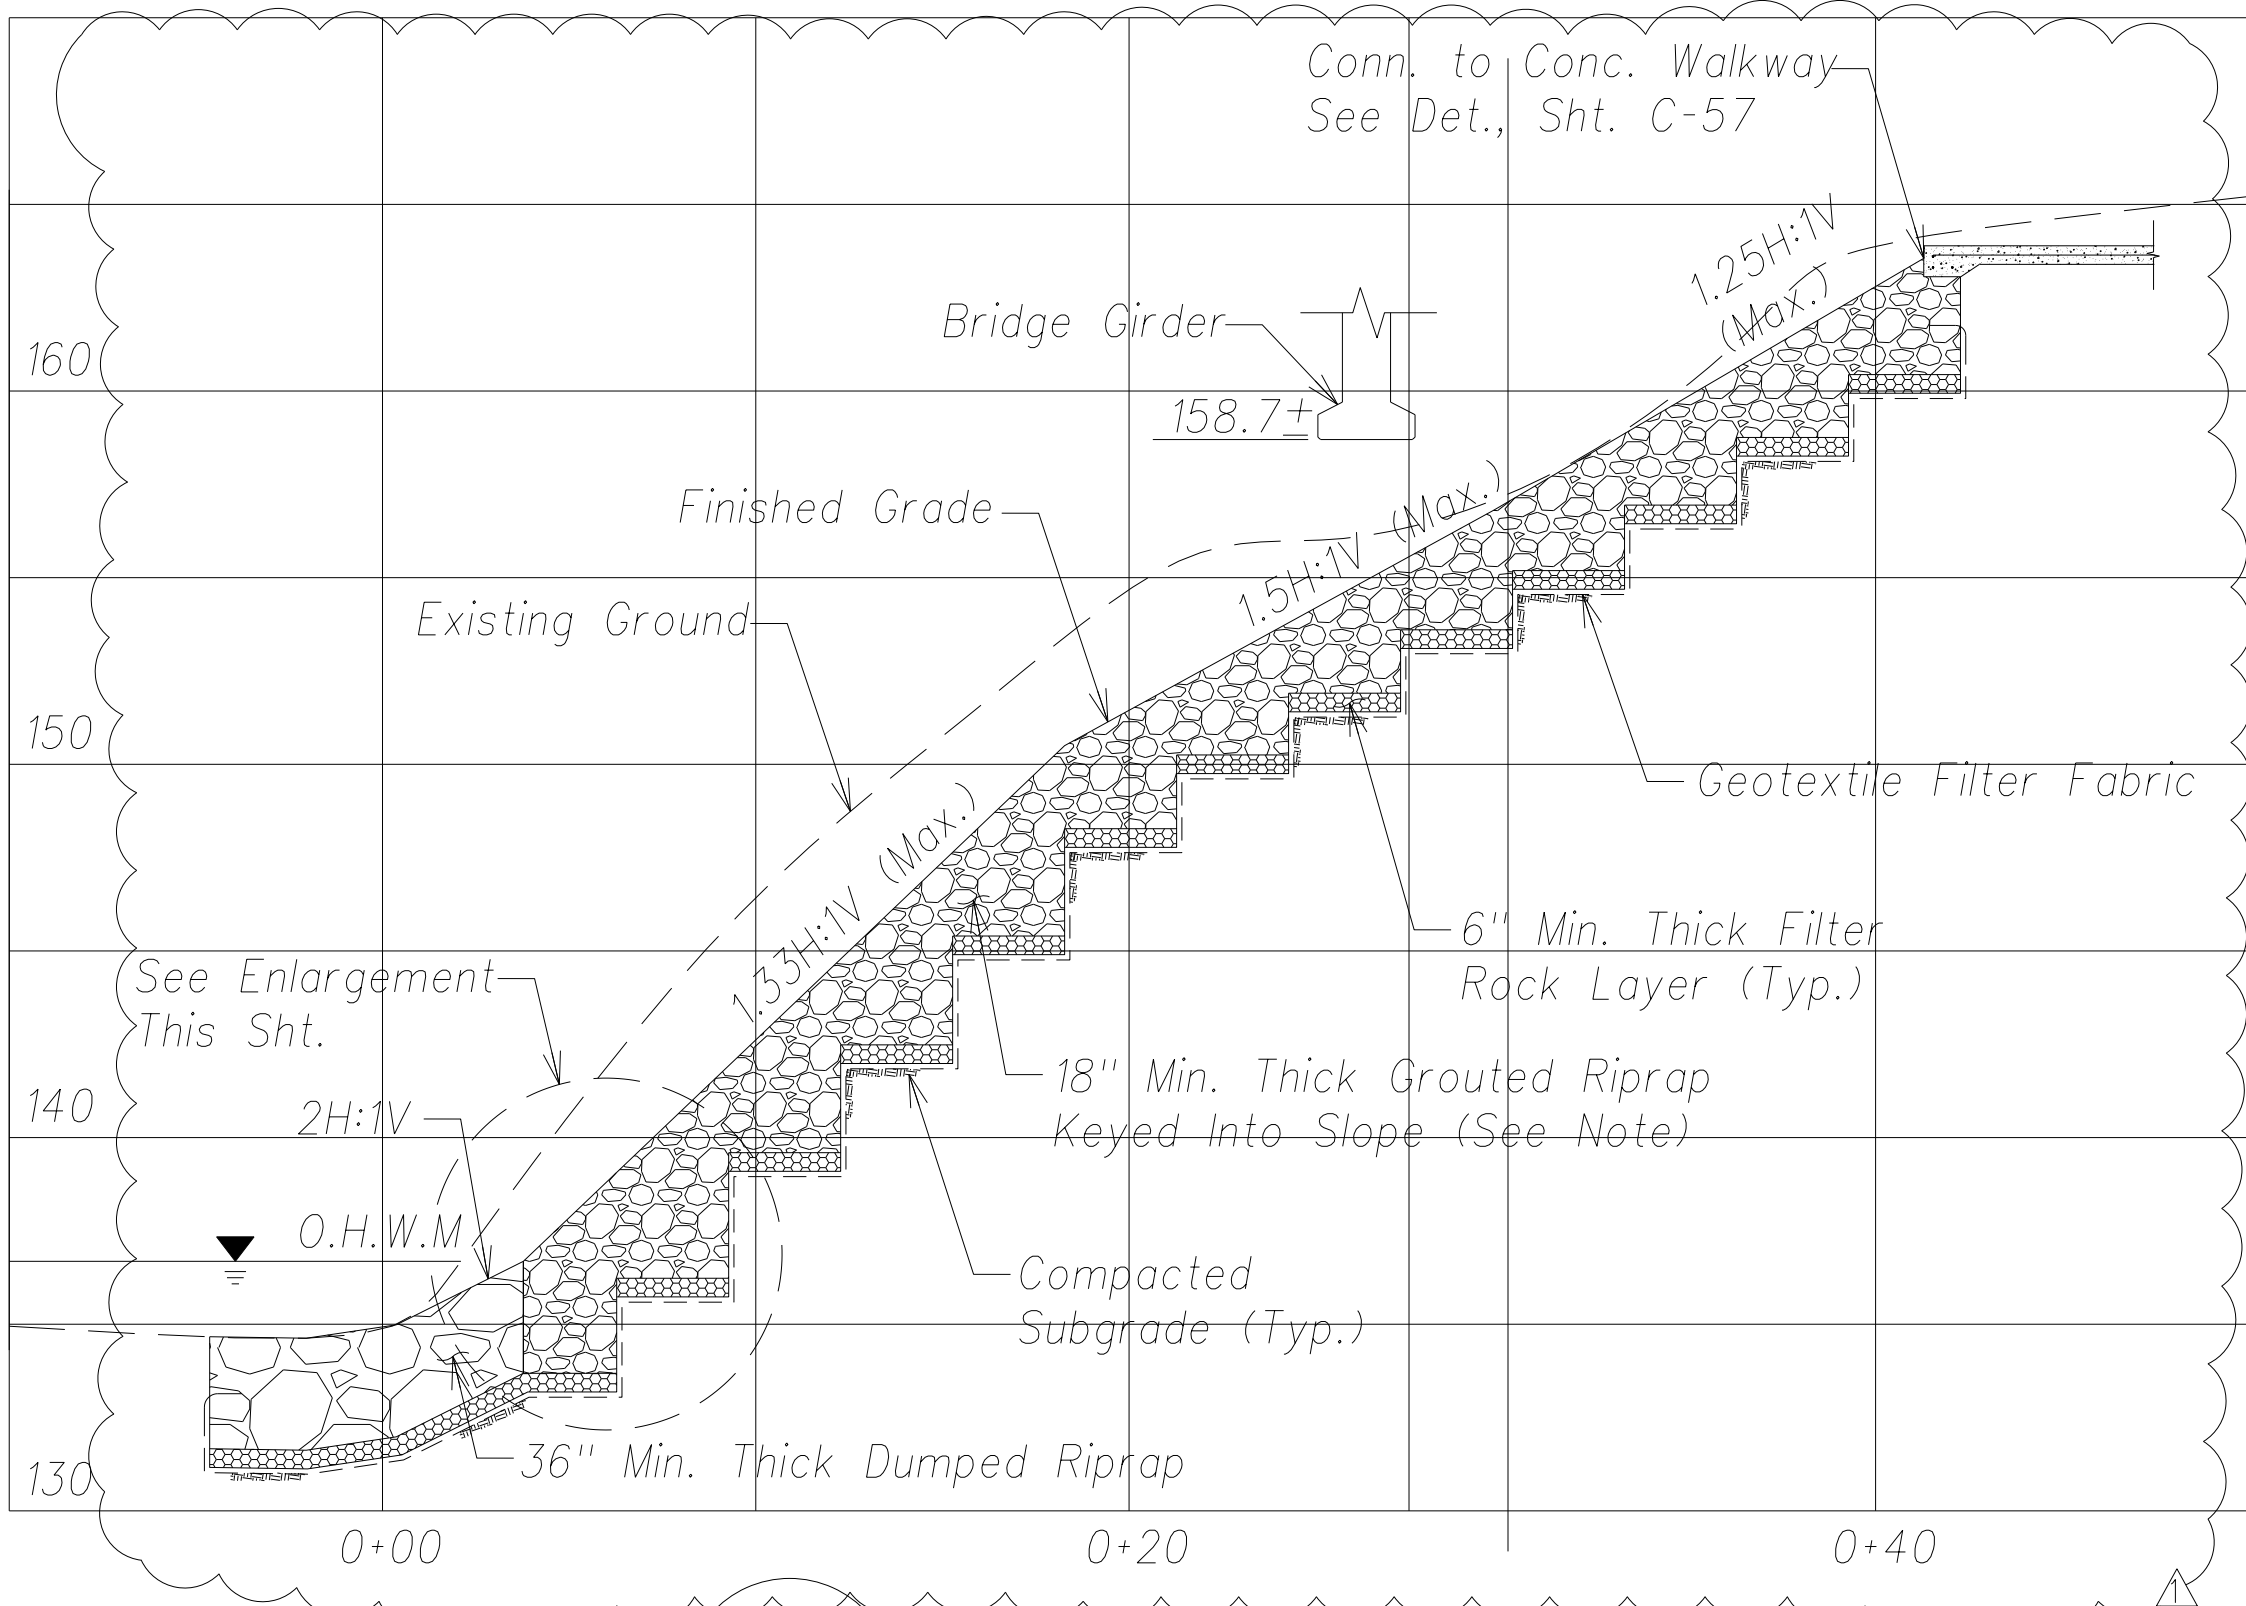 Conn. to Conc. Walkway
See Det., Sht. C-57
1.25H:1V
(Max.)
Bridge Girder
160
158.7±
Finished Grade
1.5H:1V (Max.)
Existing Ground
150
Geotextile Filter Fabric
1.33H:1V (Max.)
6" Min. Thick Filter
Rock Layer (Typ.)
See Enlargement
This Sht.
18" Min. Thick Grouted Riprap
Keyed Into Slope (See Note)
140
2H:1V
O.H.W.M
Compacted
Subgrade (Typ.)
36" Min. Thick Dumped Riprap
130
0+00
0+20
0+40
1